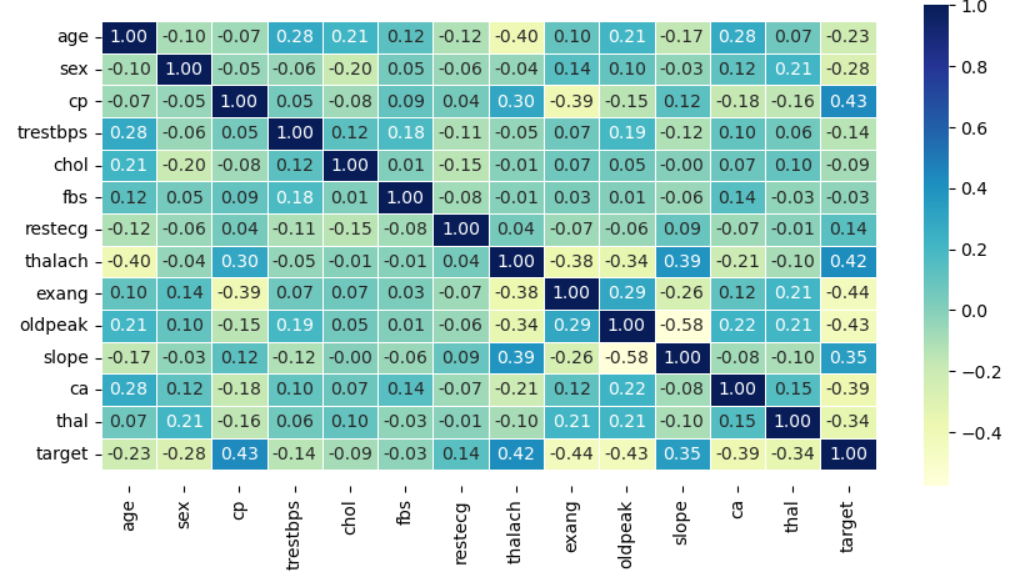 age 1.00 -0.10 -0.07 0.28 0.21 0.12 -0.12 -0.40 0.10 0.21 -0.17 0.28 0.07 -0.23
sex -0.10 1.00 -0.05 -0.06 -0.20 0.05 -0.06 -0.04 0.14 0.10 -0.03 0.12 0.21 -0.28
cp -0.07 -0.05 1.00 0.05 -0.08 0.09 0.04 0.30 -0.39 -0.15 0.12 -0.18 -0.16 0.43
trestbps 0.28 -0.06 0.05 1.00 0.12 0.18 -0.11 -0.05 0.07 0.19 -0.12 0.10 0.06 -0.14
chol 0.21 -0.20 -0.08 0.12 1.00 0.01 -0.15 -0.01 0.07 0.05 -0.00 0.07 0.10 -0.09
fbs 0.12 0.05 0.09 0.18 0.01 1.00 -0.08 -0.01 0.03 0.01 -0.06 0.14 -0.03 -0.03
restecg -0.12 -0.06 0.04 -0.11 -0.15 -0.08 1.00 0.04 -0.07 -0.06 0.09 -0.07 -0.01 0.14
thalach -0.40 -0.04 0.30 -0.05 -0.01 -0.01 0.04 1.00 -0.38 -0.34 0.39 -0.21 -0.10 0.42
exang 0.10 0.14 -0.39 0.07 0.07 0.03 -0.07 -0.38 1.00 0.29 -0.26 0.12 0.21 -0.44
oldpeak 0.21 0.10 -0.15 0.19 0.05 0.01 -0.06 -0.34 0.29 1.00 -0.58 0.22 0.21 -0.43
slope -0.17 -0.03 0.12 -0.12 -0.00 -0.06 0.09 0.39 -0.26 -0.58 1.00 -0.08 -0.10 0.35
ca 0.28 0.12 -0.18 0.10 0.07 0.14 -0.07 -0.21 0.12 0.22 -0.08 1.00 0.15 -0.39
thal 0.07 0.21 -0.16 0.06 0.10 -0.03 -0.01 -0.10 0.21 0.21 -0.10 0.15 1.00 -0.34
target -0.23 -0.28 0.43 -0.14 -0.09 -0.03 0.14 0.42 -0.44 -0.43 0.35 -0.39 -0.34 1.00
age sex cp trestbps chol fbs restecg thalach exang oldpeak slope ca thal target
1.0
0.8
0.6
0.4
0.2
0.0
−0.2
−0.4